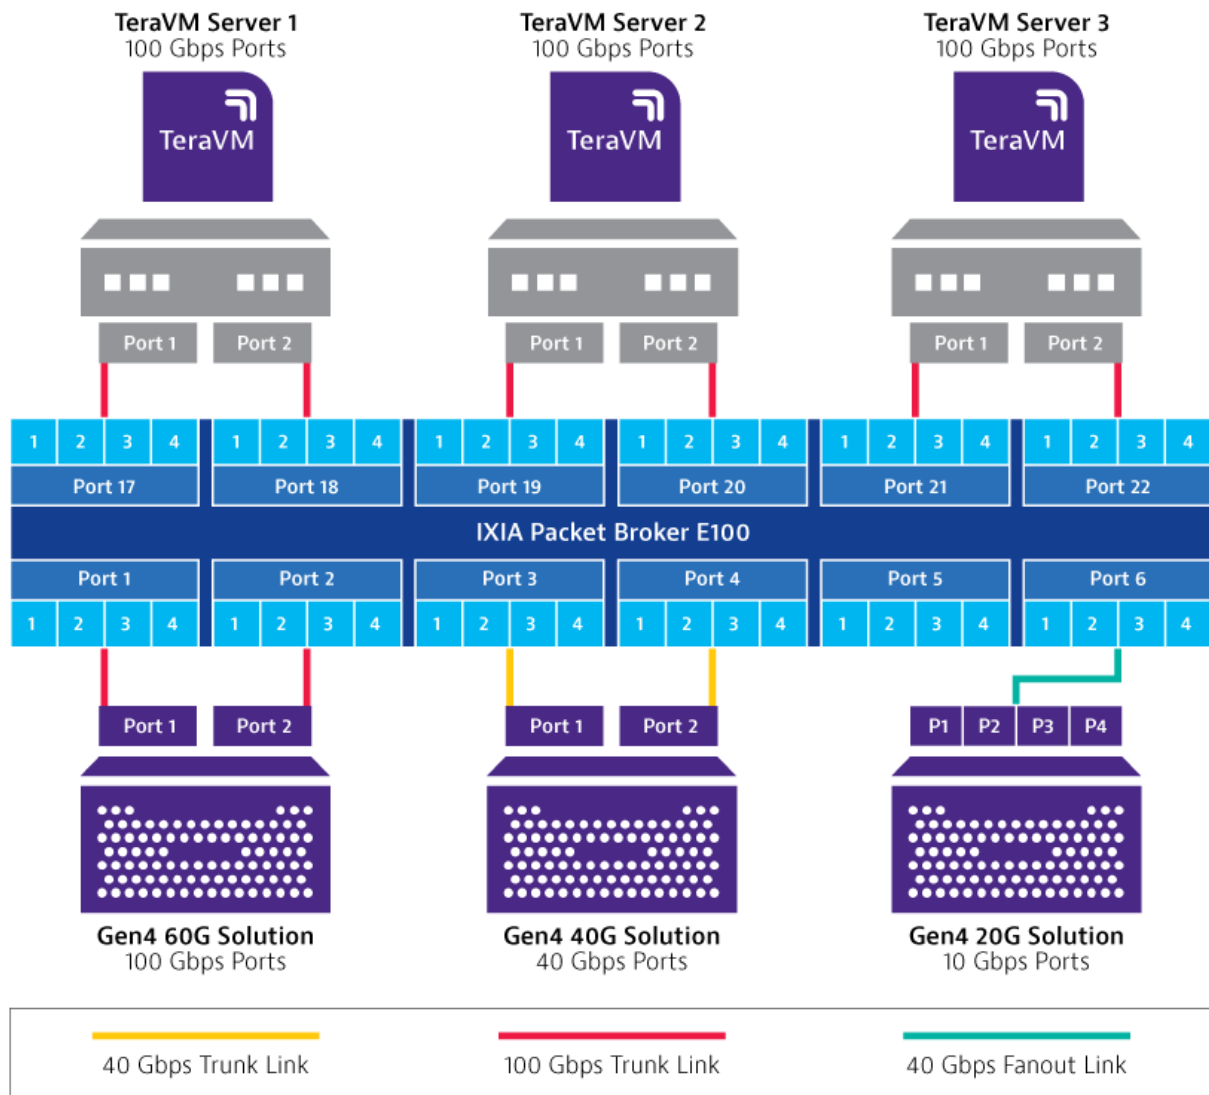 TeraVM Server 1
100 Gbps Ports
TeraVM Server 2
100 Gbps Ports
TeraVM Server 3
100 Gbps Ports
TeraVM
TeraVM
TeraVM
Port 1 Port 2
Port 1 Port 2
Port 1 Port 2
1 2 3 4 1 2 3 4 1 2 3 4 1 2 3 4 1 2 3 4 1 2 3 4
Port 17 Port 18 Port 19 Port 20 Port 21 Port 22
IXIA Packet Broker E100
Port 1 Port 2 Port 3 Port 4 Port 5 Port 6
1 2 3 4 1 2 3 4 1 2 3 4 1 2 3 4 1 2 3 4 1 2 3 4
Port 1 Port 2
Port 1 Port 2
P1 P2 P3 P4
Gen4 60G Solution
100 Gbps Ports
Gen4 40G Solution
40 Gbps Ports
Gen4 20G Solution
10 Gbps Ports
40 Gbps Trunk Link
100 Gbps Trunk Link
40 Gbps Fanout Link